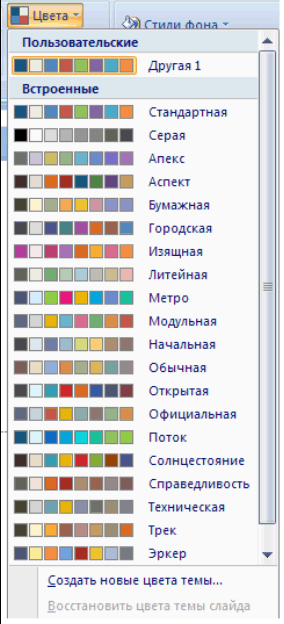 Цвета
Стили фона
Пользовательские
Другая 1
Встроенные
Стандартная
Серая
Апекс
Аспект
Бумажная
Городская
Изящная
Литейная
Метро
Модульная
Начальная
Обычная
Открытая
Официальная
Поток
Солнцестояние
Справедливость
Техническая
Трек
Эркер
Создать новые цвета темы...
Восстановить цвета темы слайда